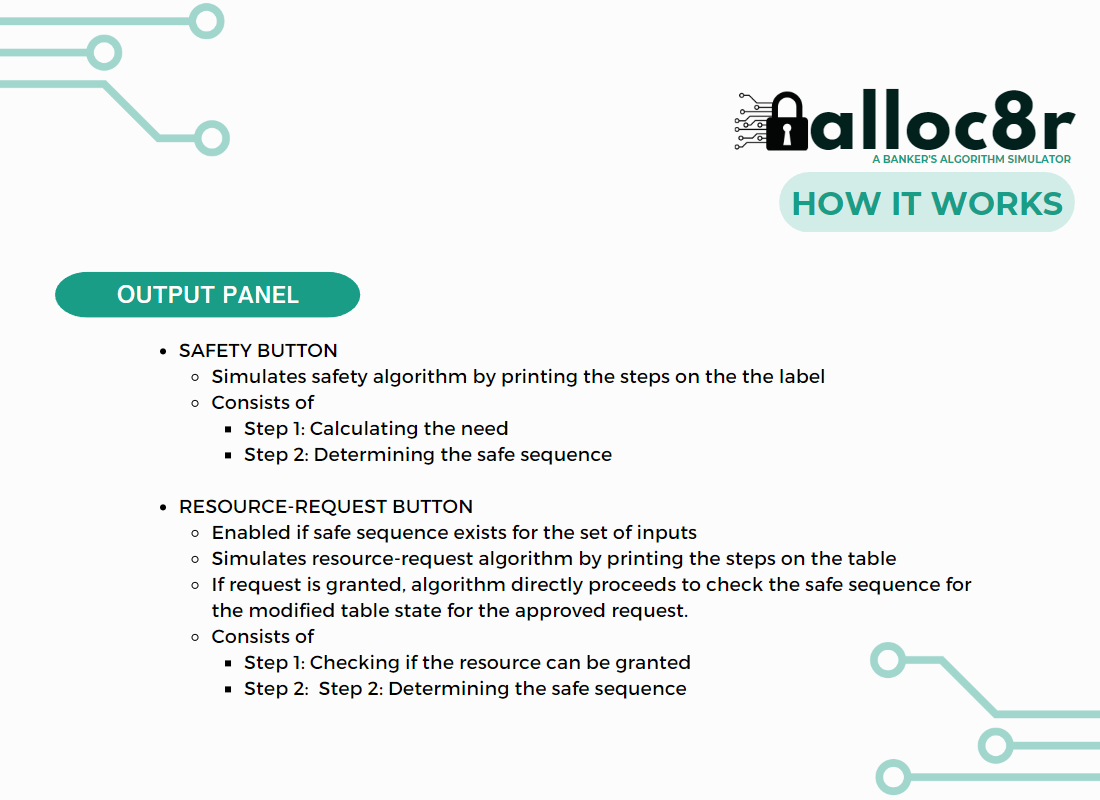 alloc8r
A BANKER'S ALGORITHM SIMULATOR
HOW IT WORKS
OUTPUT PANEL
SAFETY BUTTON
Simulates safety algorithm by printing the steps on the the label
Consists of
Step 1: Calculating the need
Step 2: Determining the safe sequence
RESOURCE-REQUEST BUTTON
Enabled if safe sequence exists for the set of inputs
Simulates resource-request algorithm by printing the steps on the table
If request is granted, algorithm directly proceeds to check the safe sequence for
the modified table state for the approved request.
Consists of
Step 1: Checking if the resource can be granted
Step 2:  Step 2: Determining the safe sequence